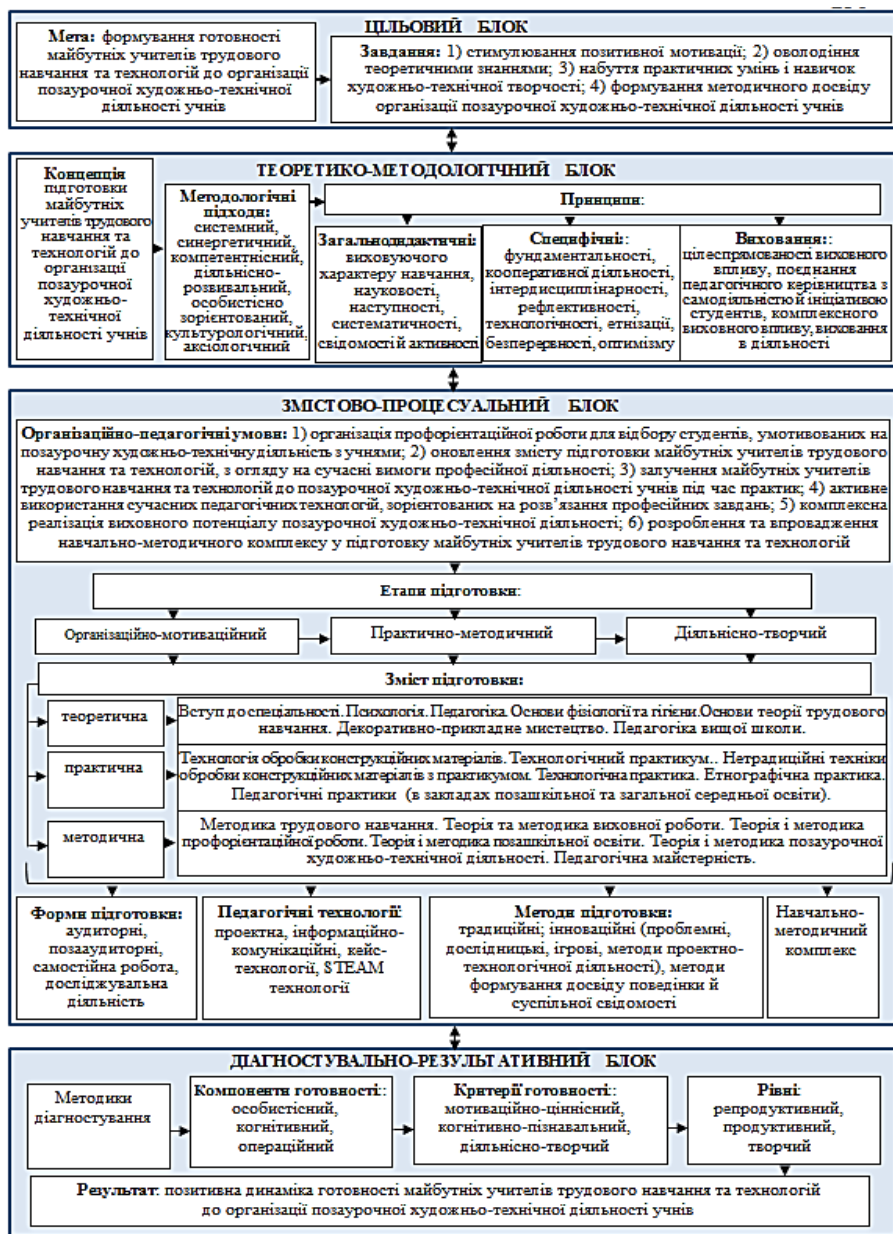 ЦІЛЬОВИЙ БЛОК
Мета: формування готовності
майбутніх учителів трудового
навчання та технологій до організації
позаурочної художньо-технічної
діяльності учнів
Завдання: 1) стимулювання позитивної мотивації; 2) оволодіння
теоретичними знаннями; 3) набуття практичних умінь і навичок
художньо-технічної творчості; 4) формування методичного досвіду
організації позаурочної художньо-технічної діяльності учнів
ТЕОРЕТИКО-МЕТОДОЛОГІЧНИЙ БЛОК
Концепція
підготовки
майбутніх
учителів трудового
навчання та
технологій до
організації
позаурочної
художньо-
технічної
діяльності учнів
Методологічні
підходи:
системний,
синергетичний,
компетентнісний,
діяльнісно-
розвивальний,
особистісно
зорієнтований,
культурологічний,
аксіологічний
Принципи:
Загальнодидактичні:
виховуючого
характеру навчання,
науковості,
наступності,
систематичності,
свідомості й активності
Специфічні::
фундаментальності,
кооперативної діяльності,
інтердисциплінарності,
рефлективності,
технологічності, етнізації,
безперервності, оптимізму
Виховання::
цілеспрямованості виховного
впливу, поєднання
педагогічного керівництва з
самодіяльністю й ініціативою
студентів, комплексного
виховного впливу, виховання
в діяльності
ЗМІСТОВО-ПРОЦЕСУАЛЬНИЙ БЛОК
Організаційно-педагогічні умови: 1) організація профорієнтаційної роботи для відбору студентів, умотивованих на
позаурочну художньо-технічну діяльність з учнями; 2) оновлення змісту підготовки майбутніх учителів трудового
навчання та технологій, з огляду на сучасні вимоги професійної діяльності; 3) залучення майбутніх учителів
трудового навчання та технологій до позаурочної художньо-технічної діяльності учнів під час практик; 4) активне
використання сучасних педагогічних технологій, зорієнтованих на розв’язання професійних завдань; 5) комплексна
реалізація виховного потенціалу позаурочної художньо-технічної діяльності; 6) розроблення та впровадження
навчально-методичного комплексу у підготовку майбутніх учителів трудового навчання та технологій
Етапи підготовки:
Організаційно-мотиваційний
Практично-методичний
Діяльнісно-творчий
Зміст підготовки:
теоретична
Вступ до спеціальності. Психологія. Педагогіка. Основи фізіології та гігієни. Основи теорії трудового
навчання. Декоративно-прикладне мистецтво. Педагогіка вищої школи.
практична
Технологія обробки конструкційних матеріалів. Технологічний практикум.. Нетрадиційні техніки
обробки конструкційних матеріалів з практикумом. Технологічна практика. Етнографічна практика.
Педагогічні практики (в закладах позашкільної та загальної середньої освіти).
методична
Методика трудового навчання. Теорія та методика виховної роботи. Теорія і методика
профорієнтаційної роботи. Теорія і методика позашкільної освіти. Теорія і методика позаурочної
художньо-технічної діяльності. Педагогічна майстерність.
Форми підготовки:
аудиторні,
позааудиторні,
самостійна робота,
досліджувальна
діяльність
Педагогічні технології:
проектна, інформаційно-
комунікаційні, кейс-
технології, STEAM
технології
Методи підготовки:
традиційні; інноваційні (проблемні,
дослідницькі, ігрові, методи проектно-
технологічної діяльності), методи
формування досвіду поведінки й
суспільної свідомості
Навчально-
методичний
комплекс
ДІАГНОСТУВАЛЬНО-РЕЗУЛЬТАТИВНИЙ БЛОК
Методики
діагностування
Компоненти готовності::
особистісний,
когнітивний,
операційний
Критерії готовності::
мотиваційно-ціннісний,
когнітивно-пізнавальний,
діяльнісно-творчий
Рівні:
репродуктивний,
продуктивний,
творчий
Результат: позитивна динаміка готовності майбутніх учителів трудового навчання та технологій
до організації позаурочної художньо-технічної діяльності учнів